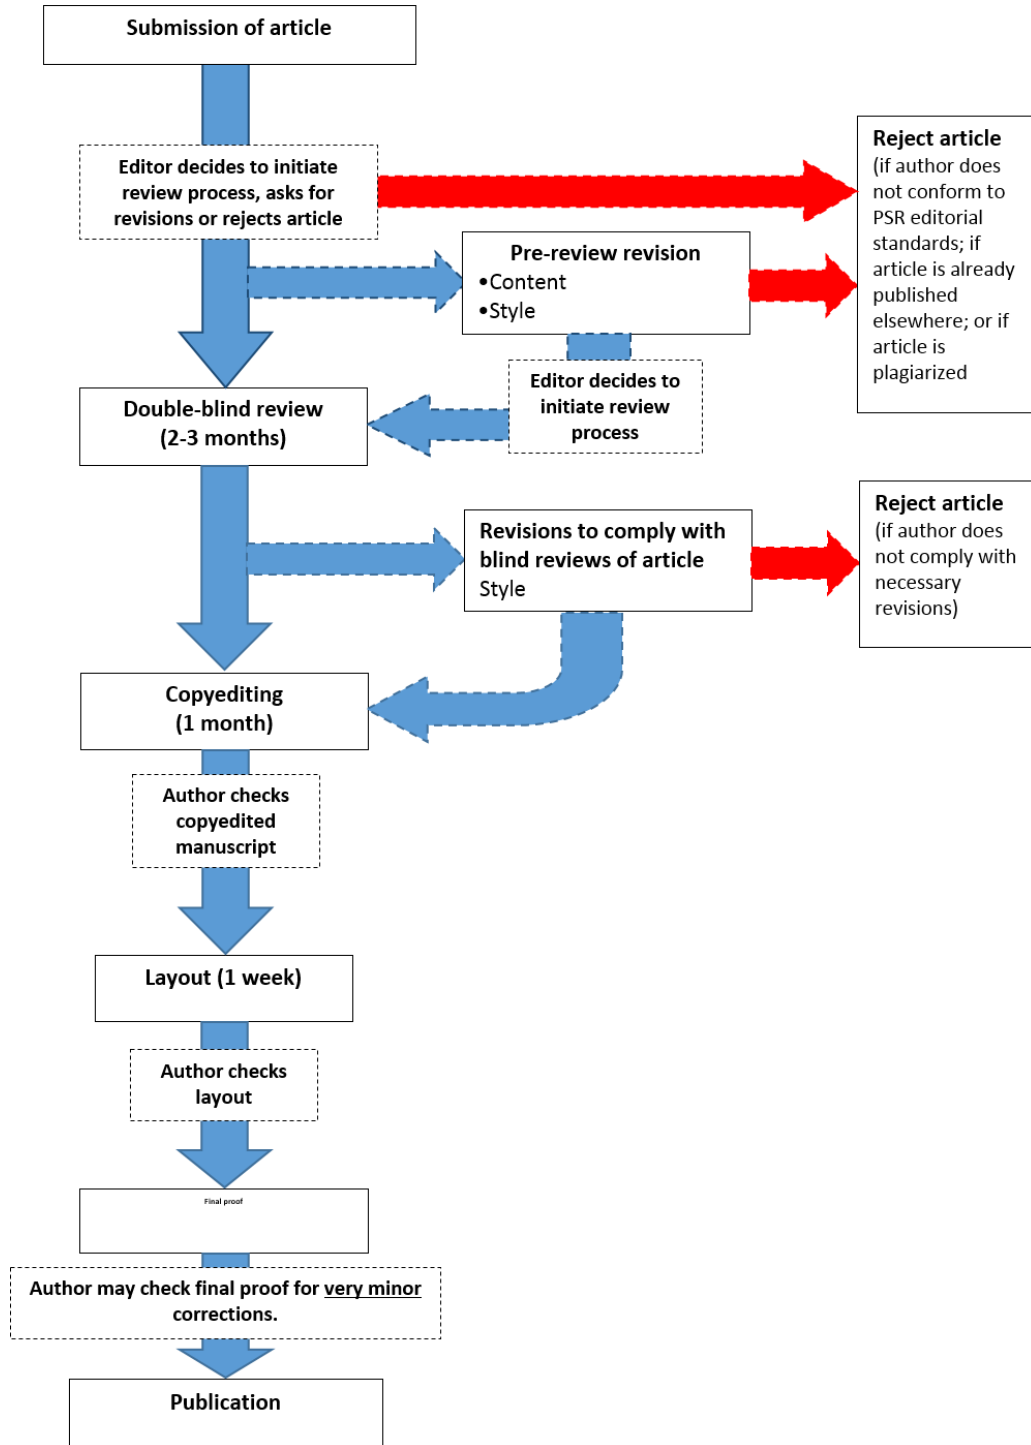 Submission of article
Editor decides to initiate
review process, asks for
revisions or rejects article
Reject article
(if author does
not conform to
PSR editorial
standards; if
article is already
published
elsewhere; or if
article is
plagiarized
Pre-review revision
•Content
•Style
Editor decides to
initiate review
process
Double-blind review
(2-3 months)
Revisions to comply with
blind reviews of article
Style
Reject article
(if author does
not comply with
necessary
revisions)
Copyediting
(1 month)
Author checks
copyedited
manuscript
Layout (1 week)
Author checks
layout
Final proof
Author may check final proof for very minor
corrections.
Publication